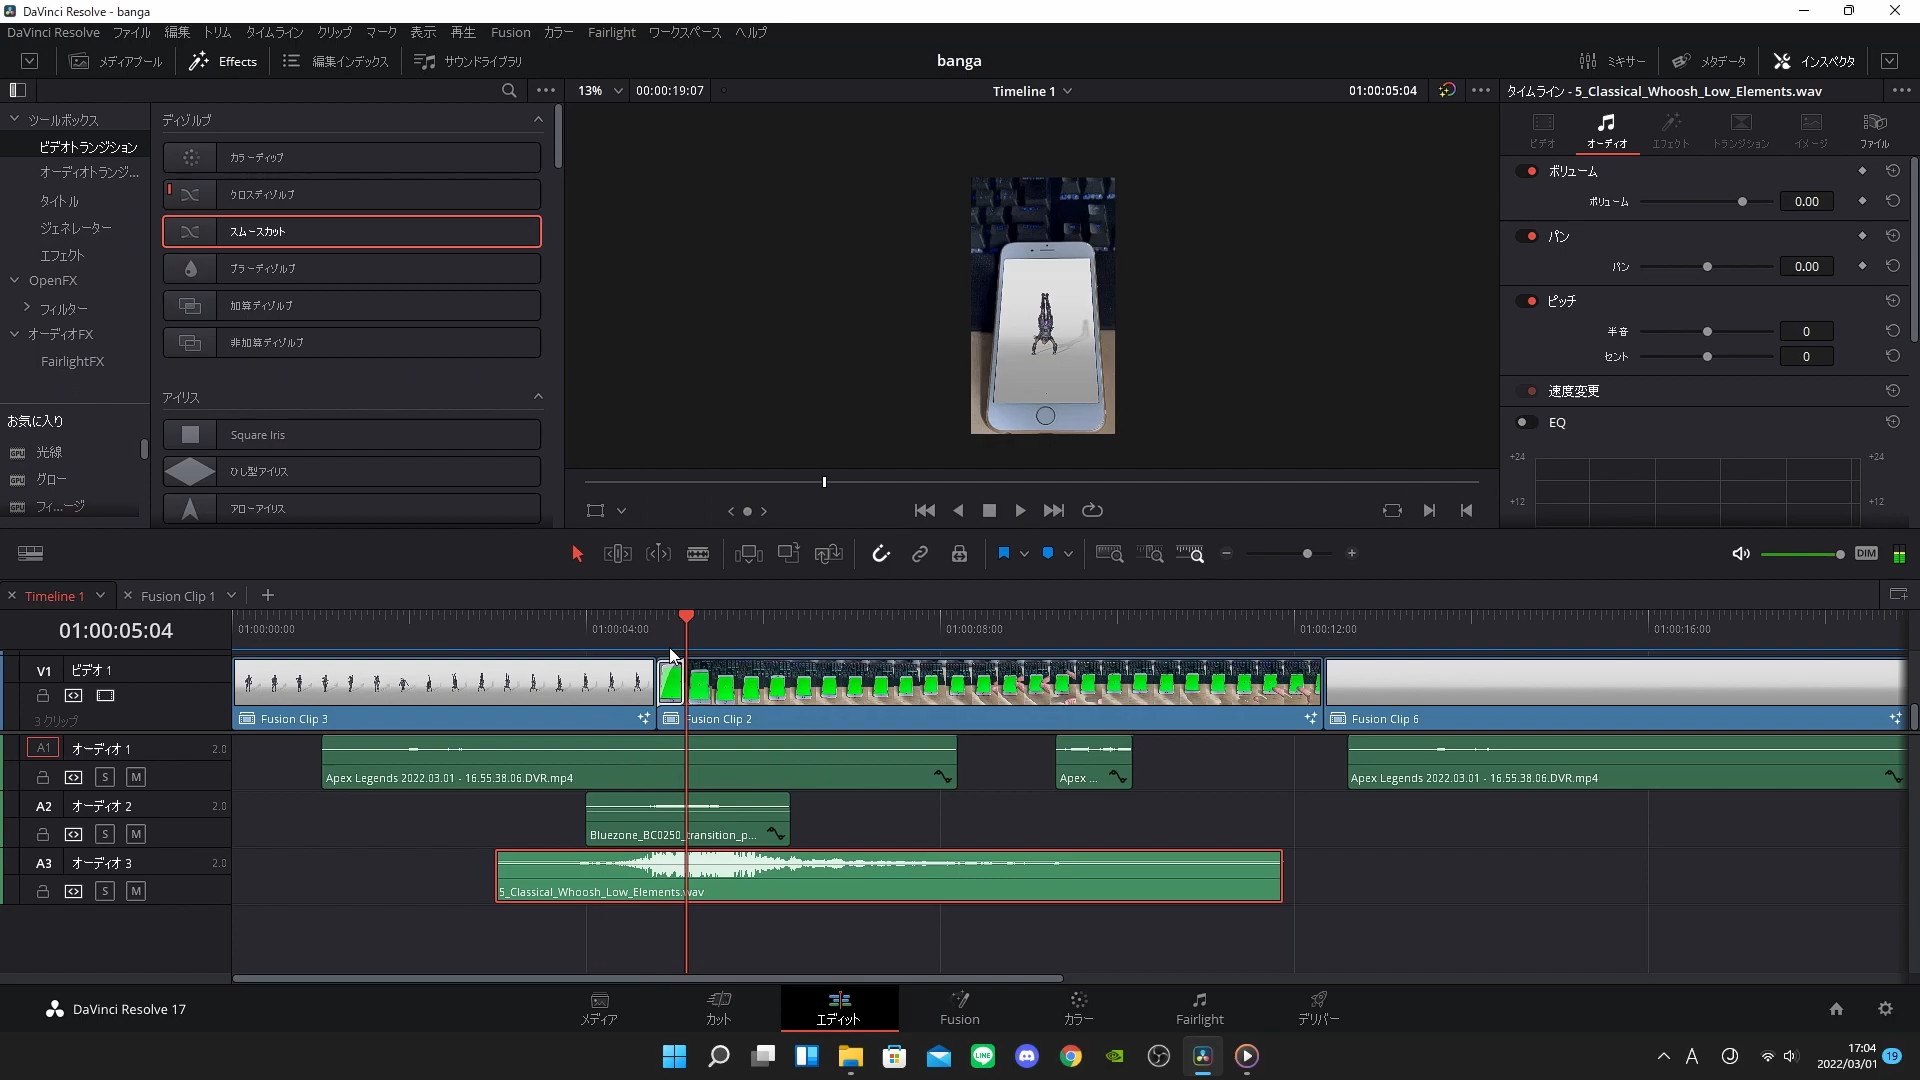 DaVinci Resolve - banga
DaVinci Resolve ファイル 編集 トリム タイムライン クリップ マーク 表示 再生 Fusion カラー Fairlight ワークスペース ヘルプ
メディアプール Effects 編集インデックス サウンドライブラリ banga ミキサー メタデータ インスペクタ
13% 00:00:19:07 Timeline 1 01:00:05:04 タイムライン - 5_Classical_Whoosh_Low_Elements.wav
ツールボックス
ビデオトランジション
オーディオトランジ...
タイトル
ジェネレーター
エフェクト
OpenFX
フィルター
オーディオFX
FairlightFX
お気に入り
光線
グロー
フィ...ージ
ディゾルブ
カラーディップ
クロスディゾルブ
スムースカット
ブラーディゾルブ
加算ディゾルブ
非加算ディゾルブ
アイリス
Square Iris
ひし型アイリス
アローアイリス
ビデオ オーディオ エフェクト トランジション イメージ ファイル
ボリューム
ボリューム 0.00
パン
パン 0.00
ピッチ
半音 0
セント 0
速度変更
EQ
+24 +24
+12 +12
DIM
Timeline 1 Fusion Clip 1
01:00:05:04
01:00:00:00 01:00:04:00 01:00:08:00 01:00:12:00 01:00:16:00
V1 ビデオ 1
3 クリップ
Fusion Clip 3 Fusion Clip 2 Fusion Clip 6
A1 オーディオ 1 2.0
S M
Apex Legends 2022.03.01 - 16.55.38.06.DVR.mp4 Apex ... Apex Legends 2022.03.01 - 16.55.38.06.DVR.mp4
A2 オーディオ 2 2.0
S M
Bluezone_BC0250_transition_p...
A3 オーディオ 3 2.0
S M
5_Classical_Whoosh_Low_Elements.wav
DaVinci Resolve 17
メディア カット エディット Fusion カラー Fairlight デリバー
LINE
A
17:04
2022/03/01
19